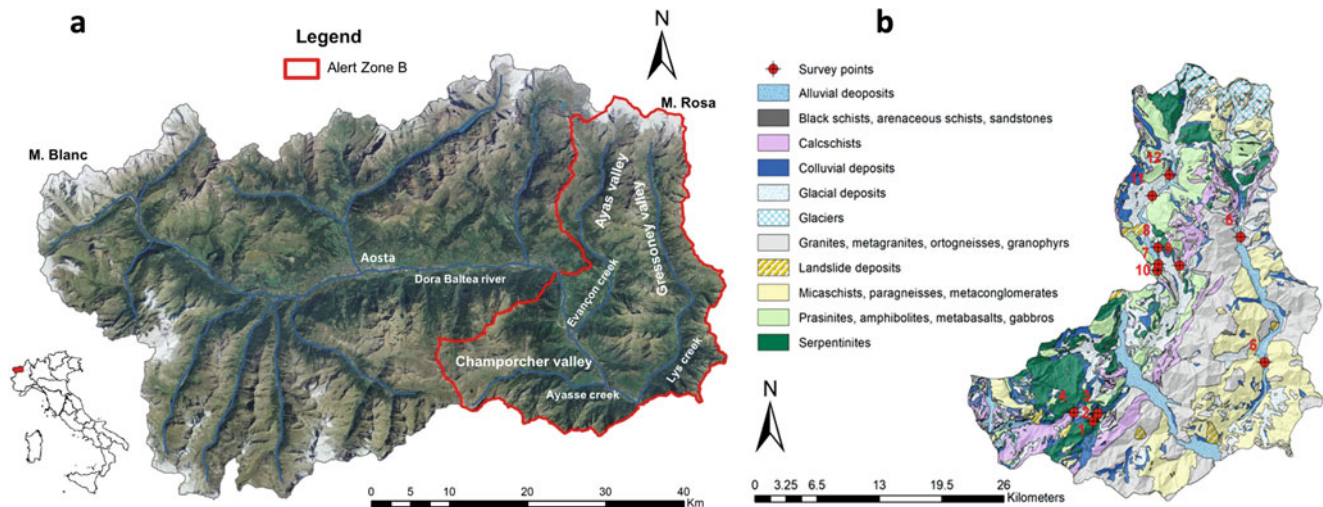 a
Legend
Alert Zone B
N
M. Rosa
M. Blanc
Ayas valley
Gressoney valley
Aosta
Dora Baltea river
Evançon creek
Champorcher valley
Lys creek
Ayasse creek
0 5 10 20 30 40
Km
b
N
Survey points
Alluvial deoposits
Black schists, arenaceous schists, sandstones
Calcschists
Colluvial deposits
Glacial deposits
Glaciers
Granites, metagranites, ortogneisses, granophyrs
Landslide deposits
Micaschists, paragneisses, metaconglomerates
Prasinites, amphibolites, metabasalts, gabbros
Serpentinites
12
11
6
8
7 9
10
5
4 3
2
1
0 3.25 6.5 13 19.5 26
Kilometers